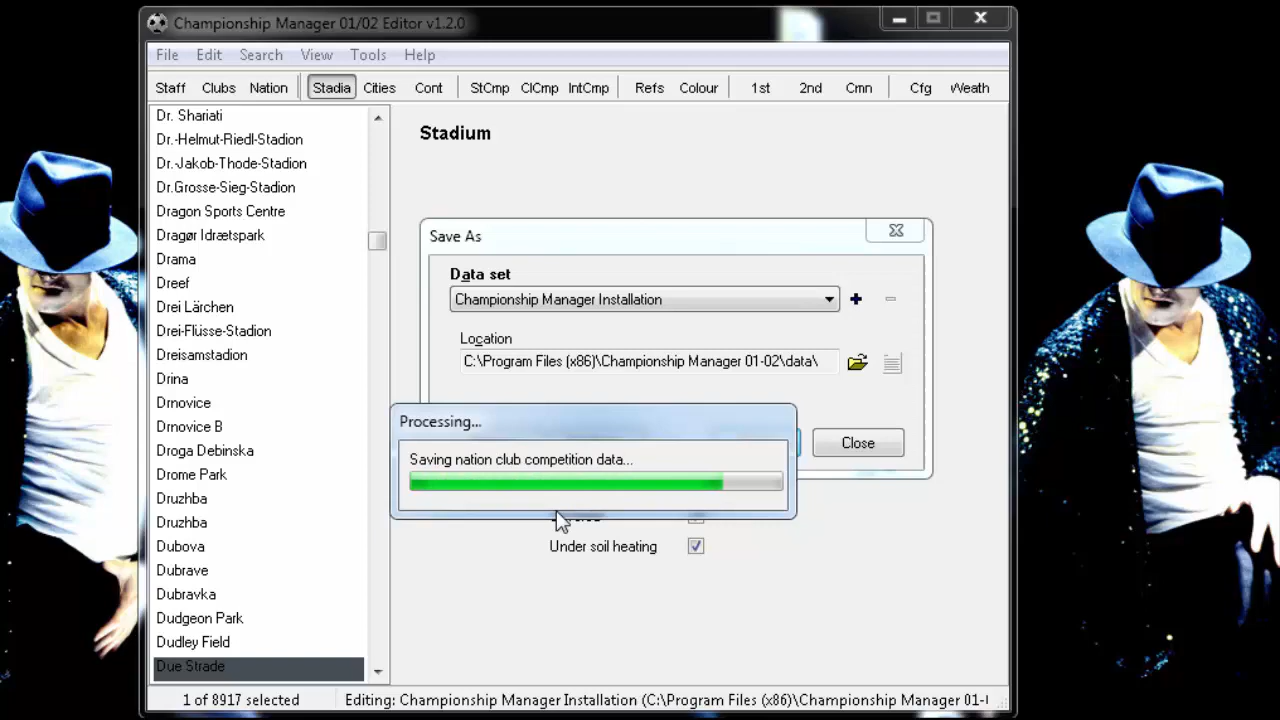 Championship Manager 01/02 Editor v1.2.0
File Edit Search View Tools Help
Staff Clubs Nation Stadia Cities Cont StCmp ClCmp IntCmp Refs Colour 1st 2nd Cmn Cfg Weath
Dr. Shariati
Dr.-Helmut-Riedl-Stadion
Dr.-Jakob-Thode-Stadion
Dr.Grosse-Sieg-Stadion
Dragon Sports Centre
Dragør Idrætspark
Drama
Dreef
Drei Lärchen
Drei-Flüsse-Stadion
Dreisamstadion
Drina
Drnovice
Drnovice B
Droga Debinska
Drome Park
Druzhba
Druzhba
Dubova
Dubrave
Dubravka
Dudgeon Park
Dudley Field
Due Strade
Stadium
Save As
Data set
Championship Manager Installation
Location
C:\Program Files (x86)\Championship Manager 01-02\data\
Close
Processing...
Saving nation club competition data...
Under soil heating
1 of 8917 selected
Editing: Championship Manager Installation (C:\Program Files (x86)\Championship Manager 01-